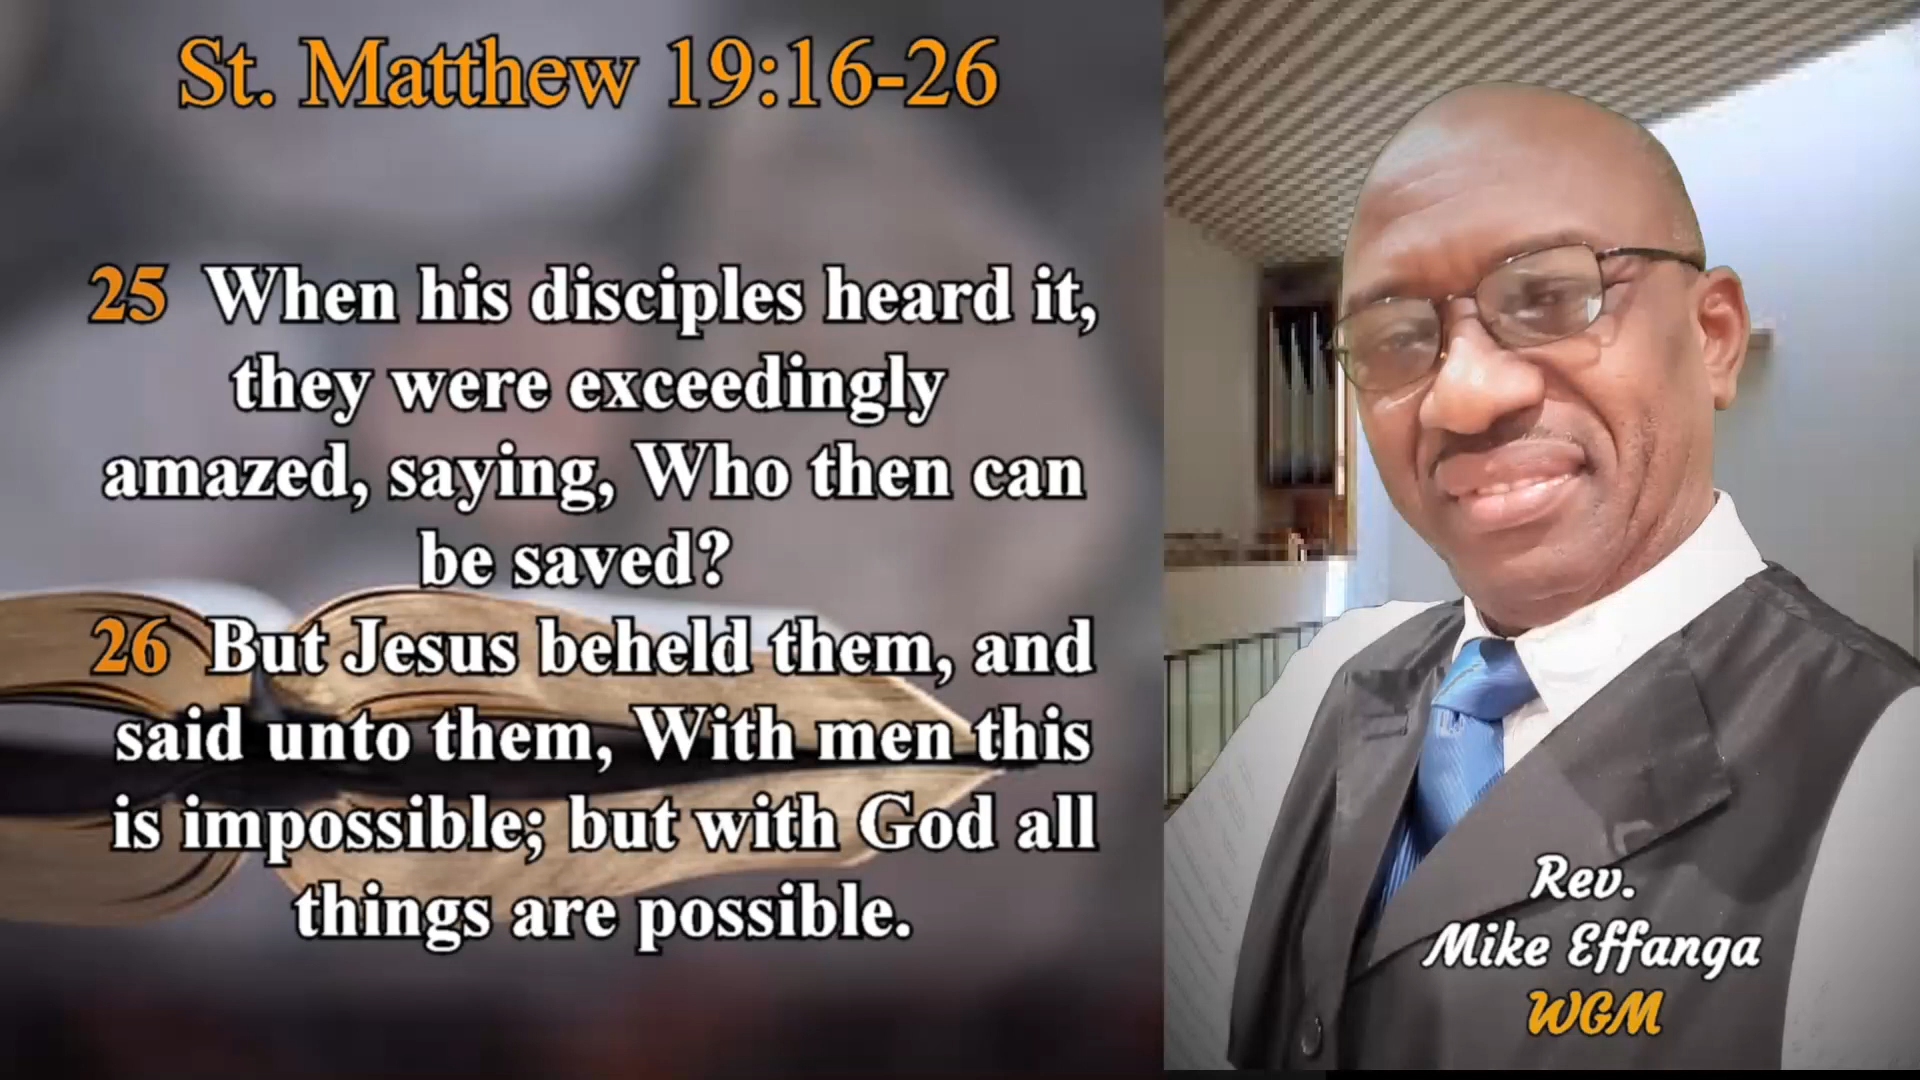 St. Matthew 19:16-26
25 When his disciples heard it,
they were exceedingly
amazed, saying, Who then can
be saved?
26 But Jesus beheld them, and
said unto them, With men this
is impossible; but with God all
things are possible.
Rev.
Mike Effanga
WGM